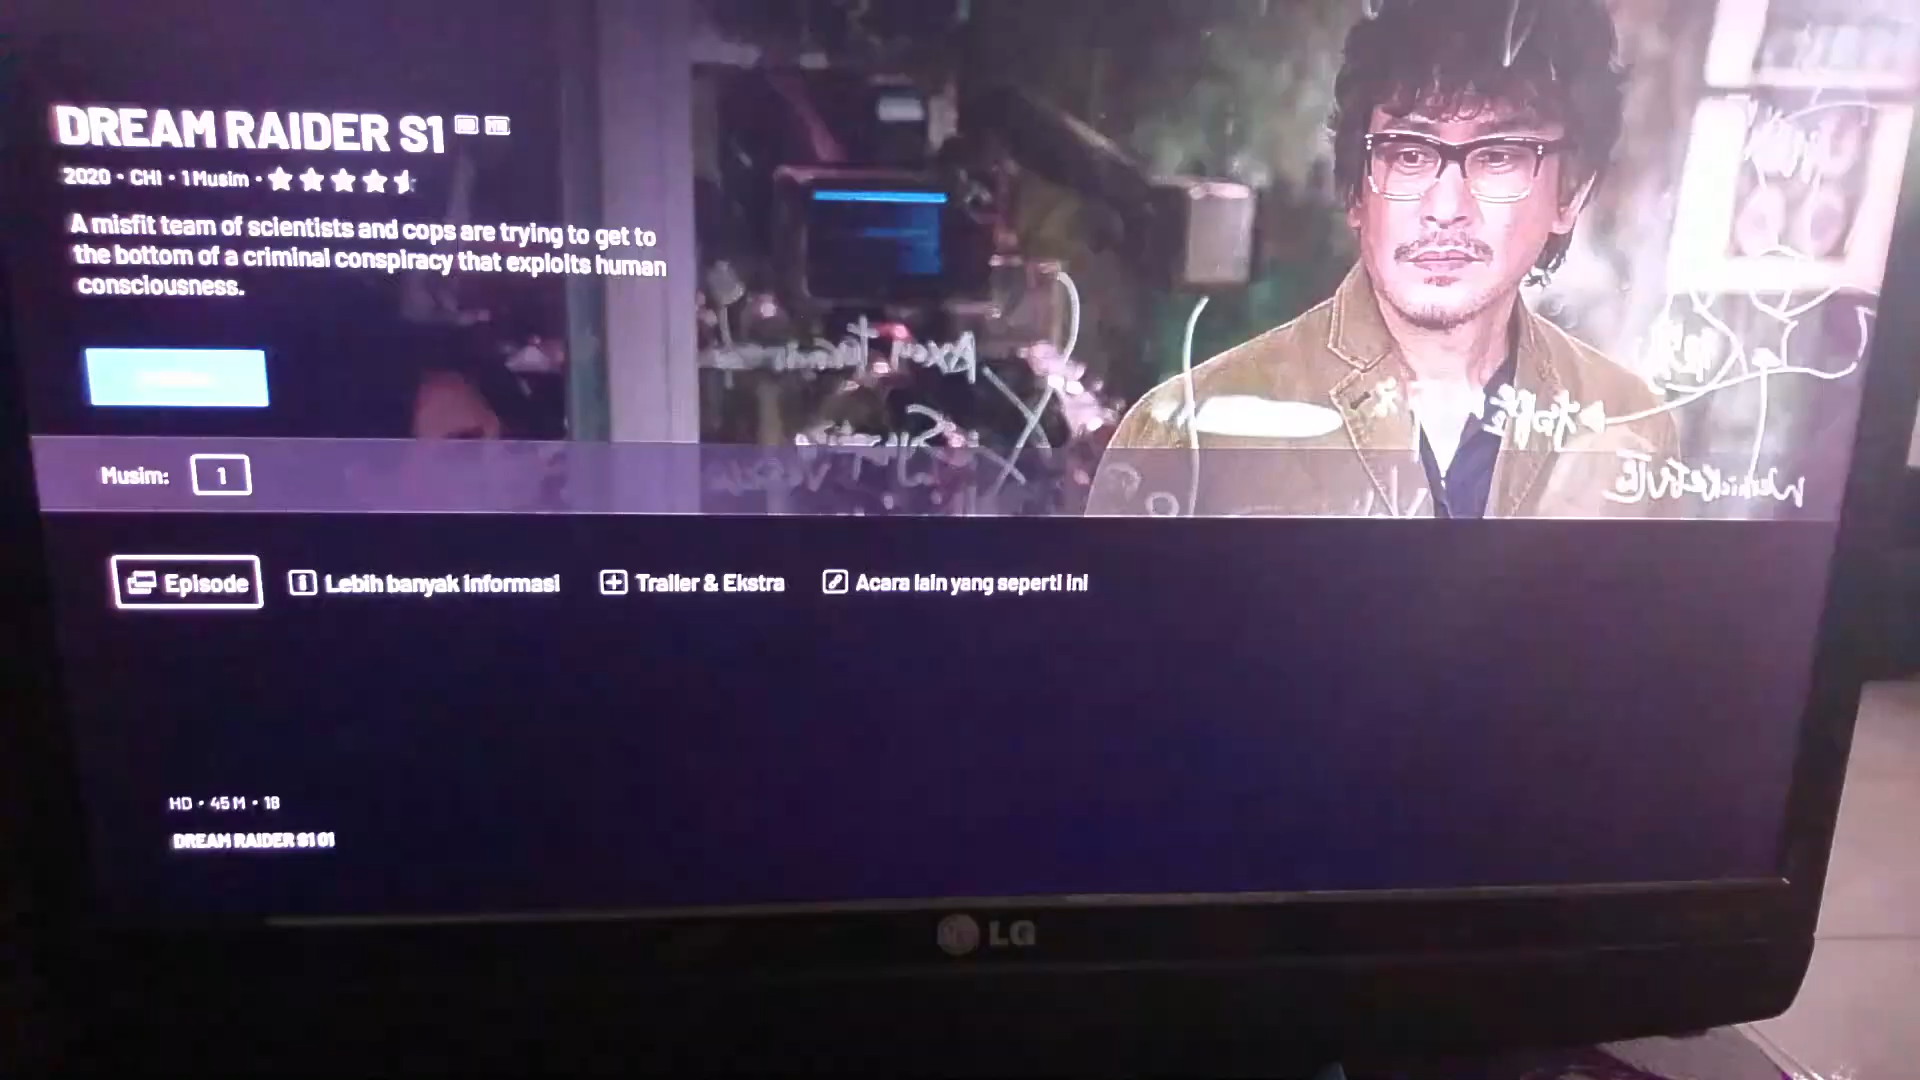 DREAM RAIDER S1
2020 • CHI • 1 Musim •
A misfit team of scientists and cops are trying to get to
the bottom of a criminal conspiracy that exploits human
consciousness.
Musim: 1
Episode
Lebih banyak informasi
Trailer & Ekstra
Acara lain yang seperti ini
HD • 45 M • 18
DREAM RAIDER S1 01
LG